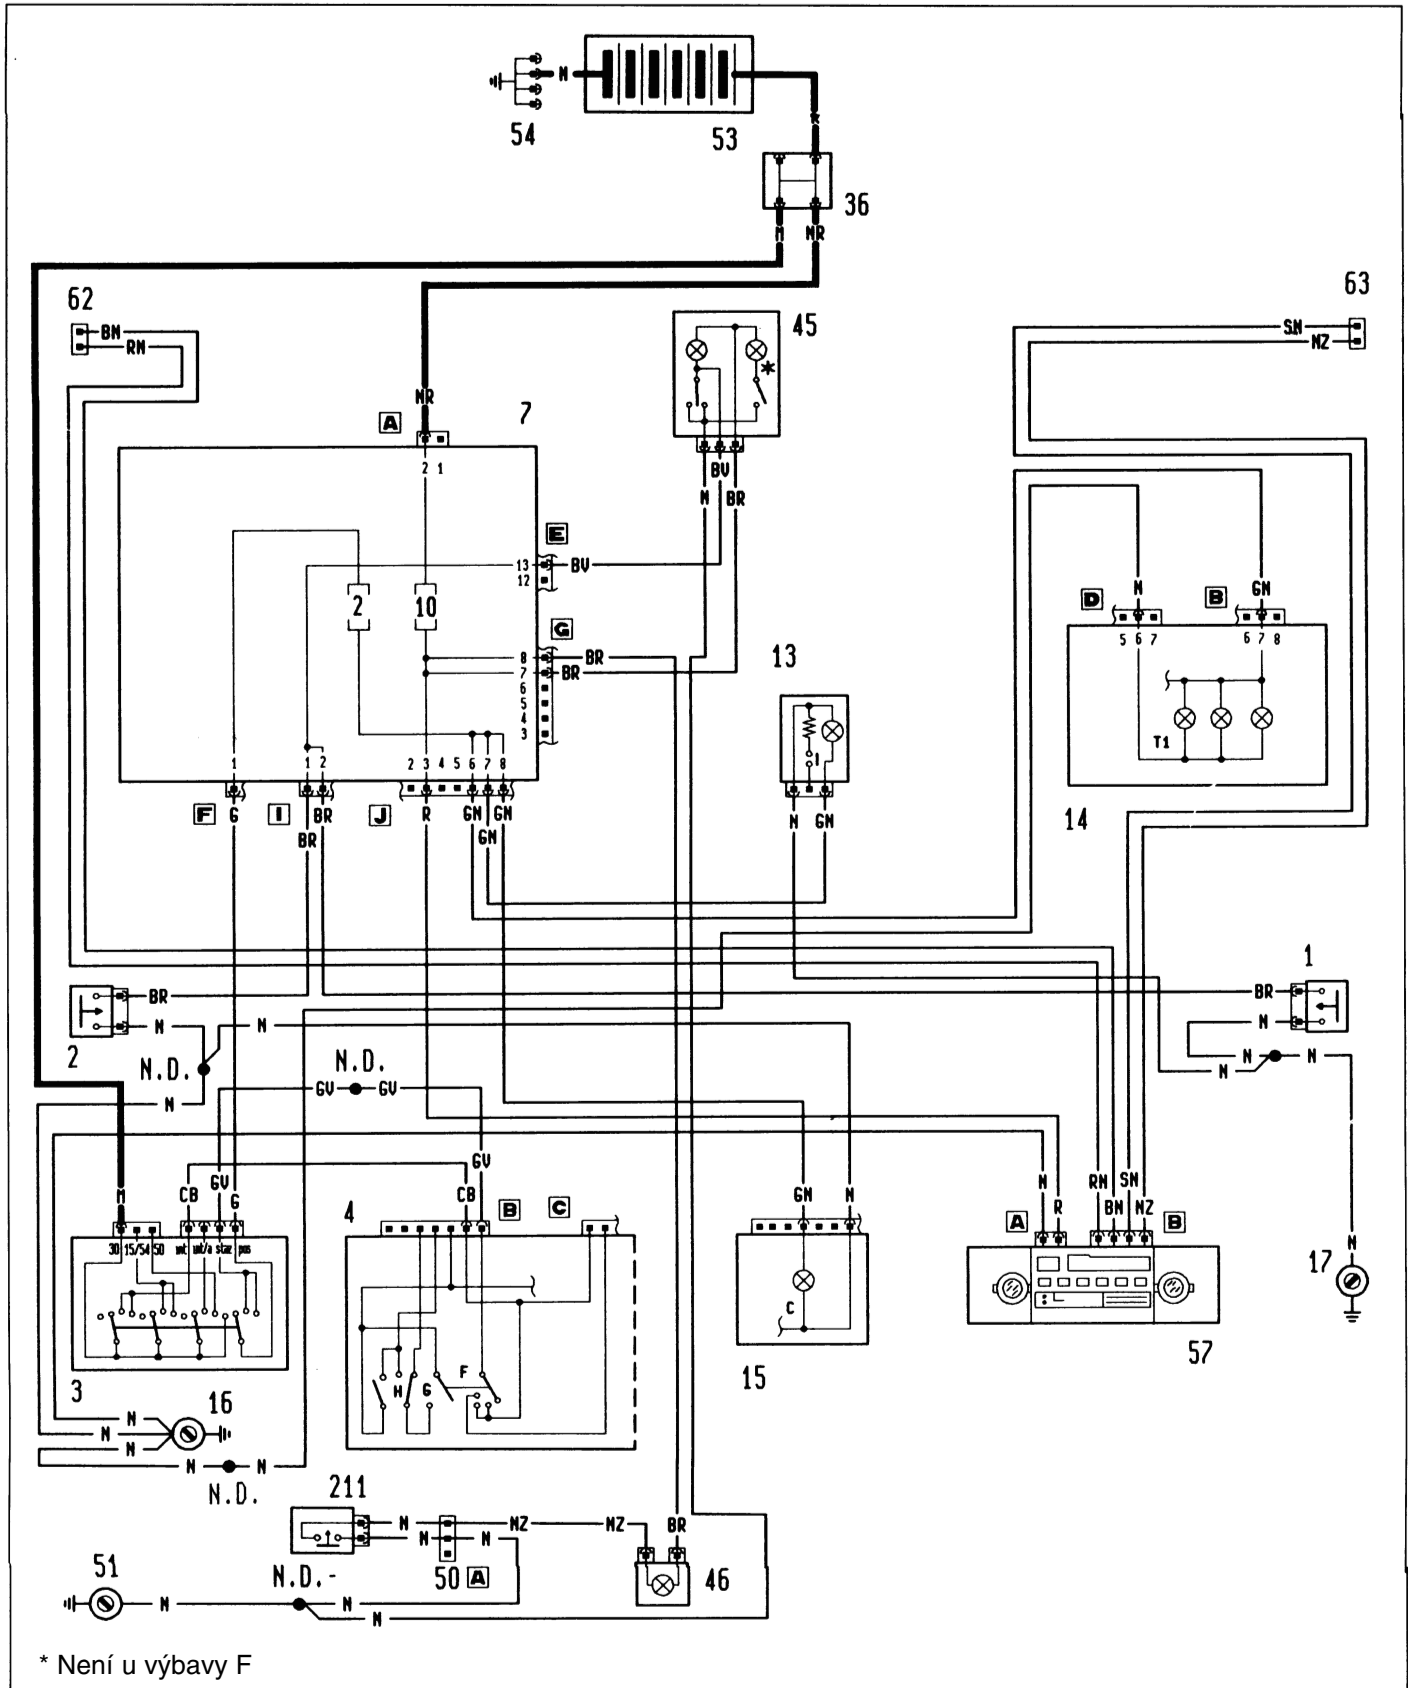 N
54
53
36
M NR
62
63
BN
RN
SN
NZ
45
*
NR
A
7
2 1
BV
N BR
E
13
12
BV
2
10
G
8
7
6
5
4
3
BR
BR
D
N
B
GN
5 6 7
6 7 8
T1
14
13
N GN
1
1 2
2 3 4 5 6 7 8
F G
I BR
BR
J R GN GN
GN
1
BR
N
N
N
N
2
BR
N
N
N.D.
N.D.
GV GV
N
N
M
CB
GV
G
30 15/54 50 int int/a staz pos
3
4
CB
GV
B
C
H G F
GN N
C
15
N R
RN BN SN NZ
A
B
57
N
17
16
N
N
N
N N
N.D.
211
N
N
NZ NZ
N
BR
50 A
46
51
N.D.-
N
N
N
* Není u výbavy F